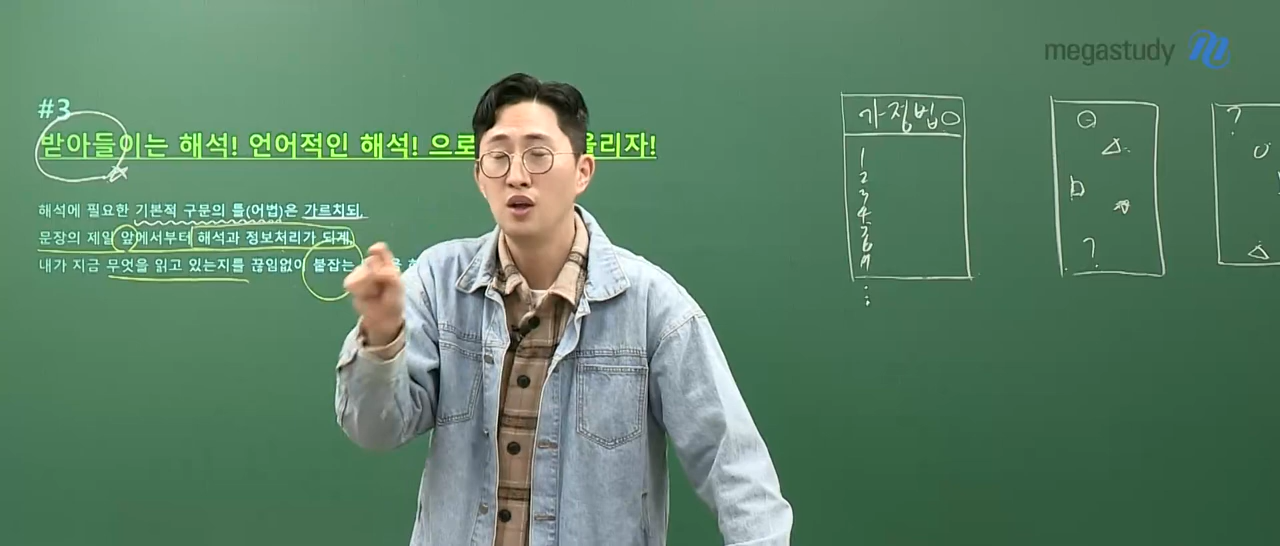 megastudy
#3
받아들이는 해석! 언어적인 해석! 으로 올리자!
해석에 필요한 기본적 구문의 틀(어법)은 가르치되,
문장의 제일 앞에서부터 해석과 정보처리가 되게,
내가 지금 무엇을 읽고 있는지를 끊임없이 붙잡는
가정법
1
2
3
4
5
6
7
?
?